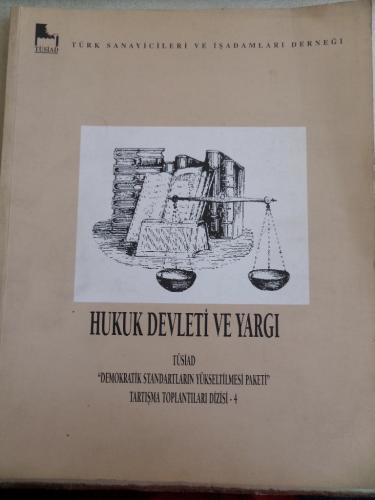 TÜSİAD
TÜRK SANAYİCİLERİ VE İŞADAMLARI DERNEĞİ
HUKUK DEVLETİ VE YARGI
TÜSİAD
"DEMOKRATİK STANDARTLARIN YÜKSELTİLMESİ PAKETİ"
TARTIŞMA TOPLANTILARI DİZİSİ - 4